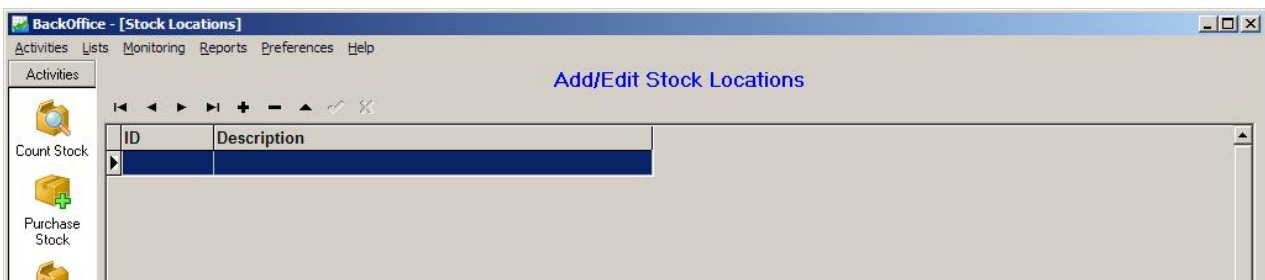 BackOffice - [Stock Locations]
Activities Lists Monitoring Reports Preferences Help
Activities
Add/Edit Stock Locations
ID Description
Count Stock
Purchase
Stock